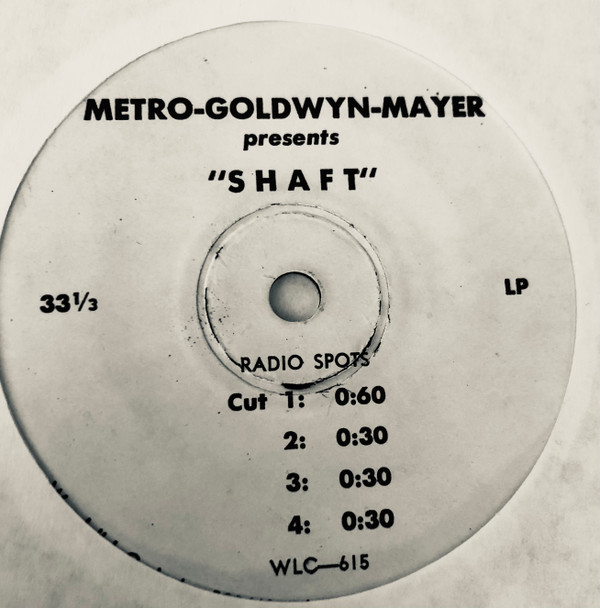 METRO-GOLDWYN-MAYER
presents
"SHAFT"
33⅓
LP
RADIO SPOTS
Cut 1: 0:60
2: 0:30
3: 0:30
4: 0:30
WLC—615